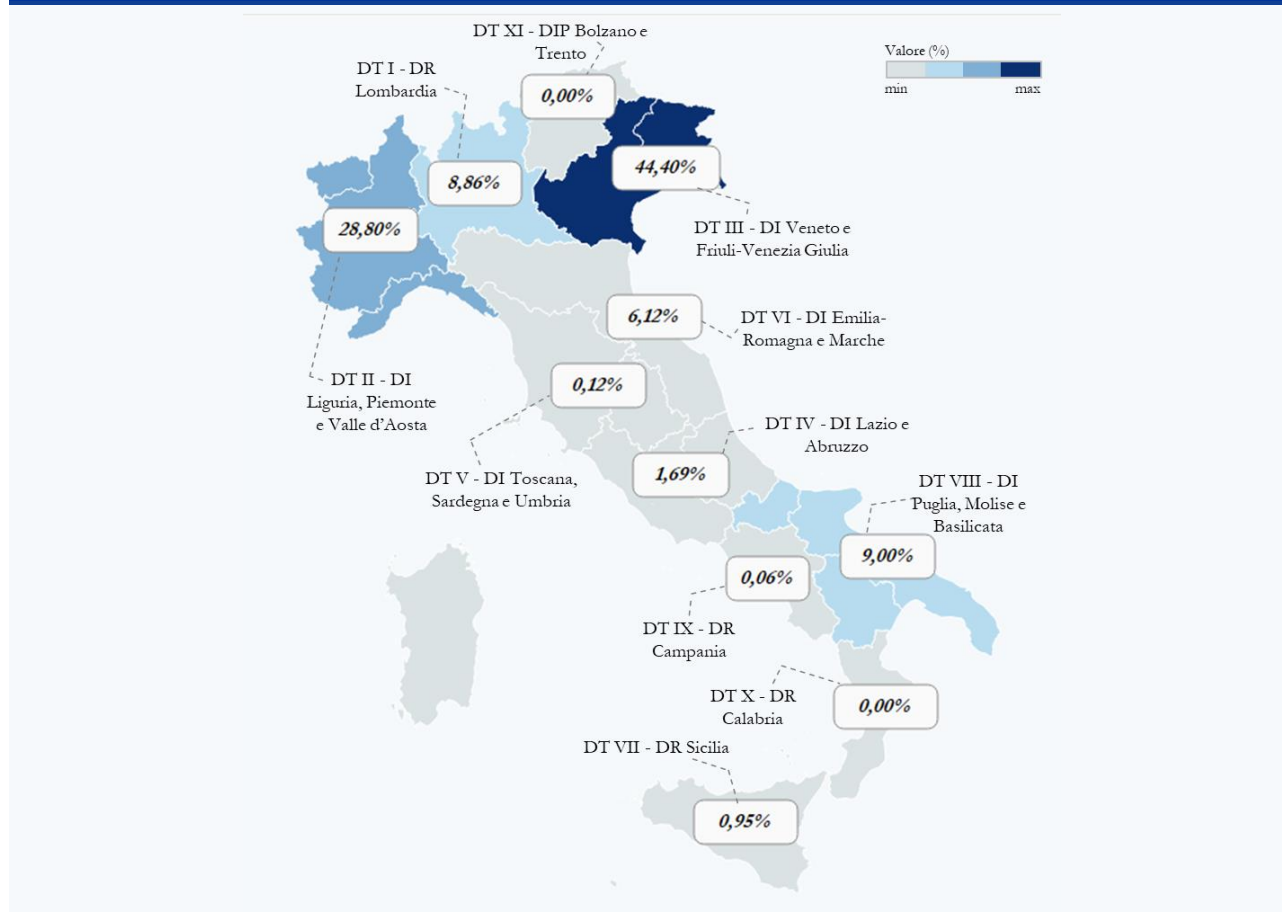 DT XI - DIP Bolzano e
Trento
Valore (%)
min
max
DT I - DR
Lombardia
0,00%
44,40%
8,86%
28,80%
DT III - DI Veneto e
Friuli-Venezia Giulia
6,12%
DT VI - DI Emilia-
Romagna e Marche
DT II - DI
Liguria, Piemonte
e Valle d'Aosta
0,12%
DT IV - DI Lazio e
Abruzzo
DT V - DI Toscana,
Sardegna e Umbria
1,69%
DT VIII - DI
Puglia, Molise e
Basilicata
9,00%
0,06%
DT IX - DR
Campania
DT X - DR
Calabria
0,00%
DT VII - DR Sicilia
0,95%